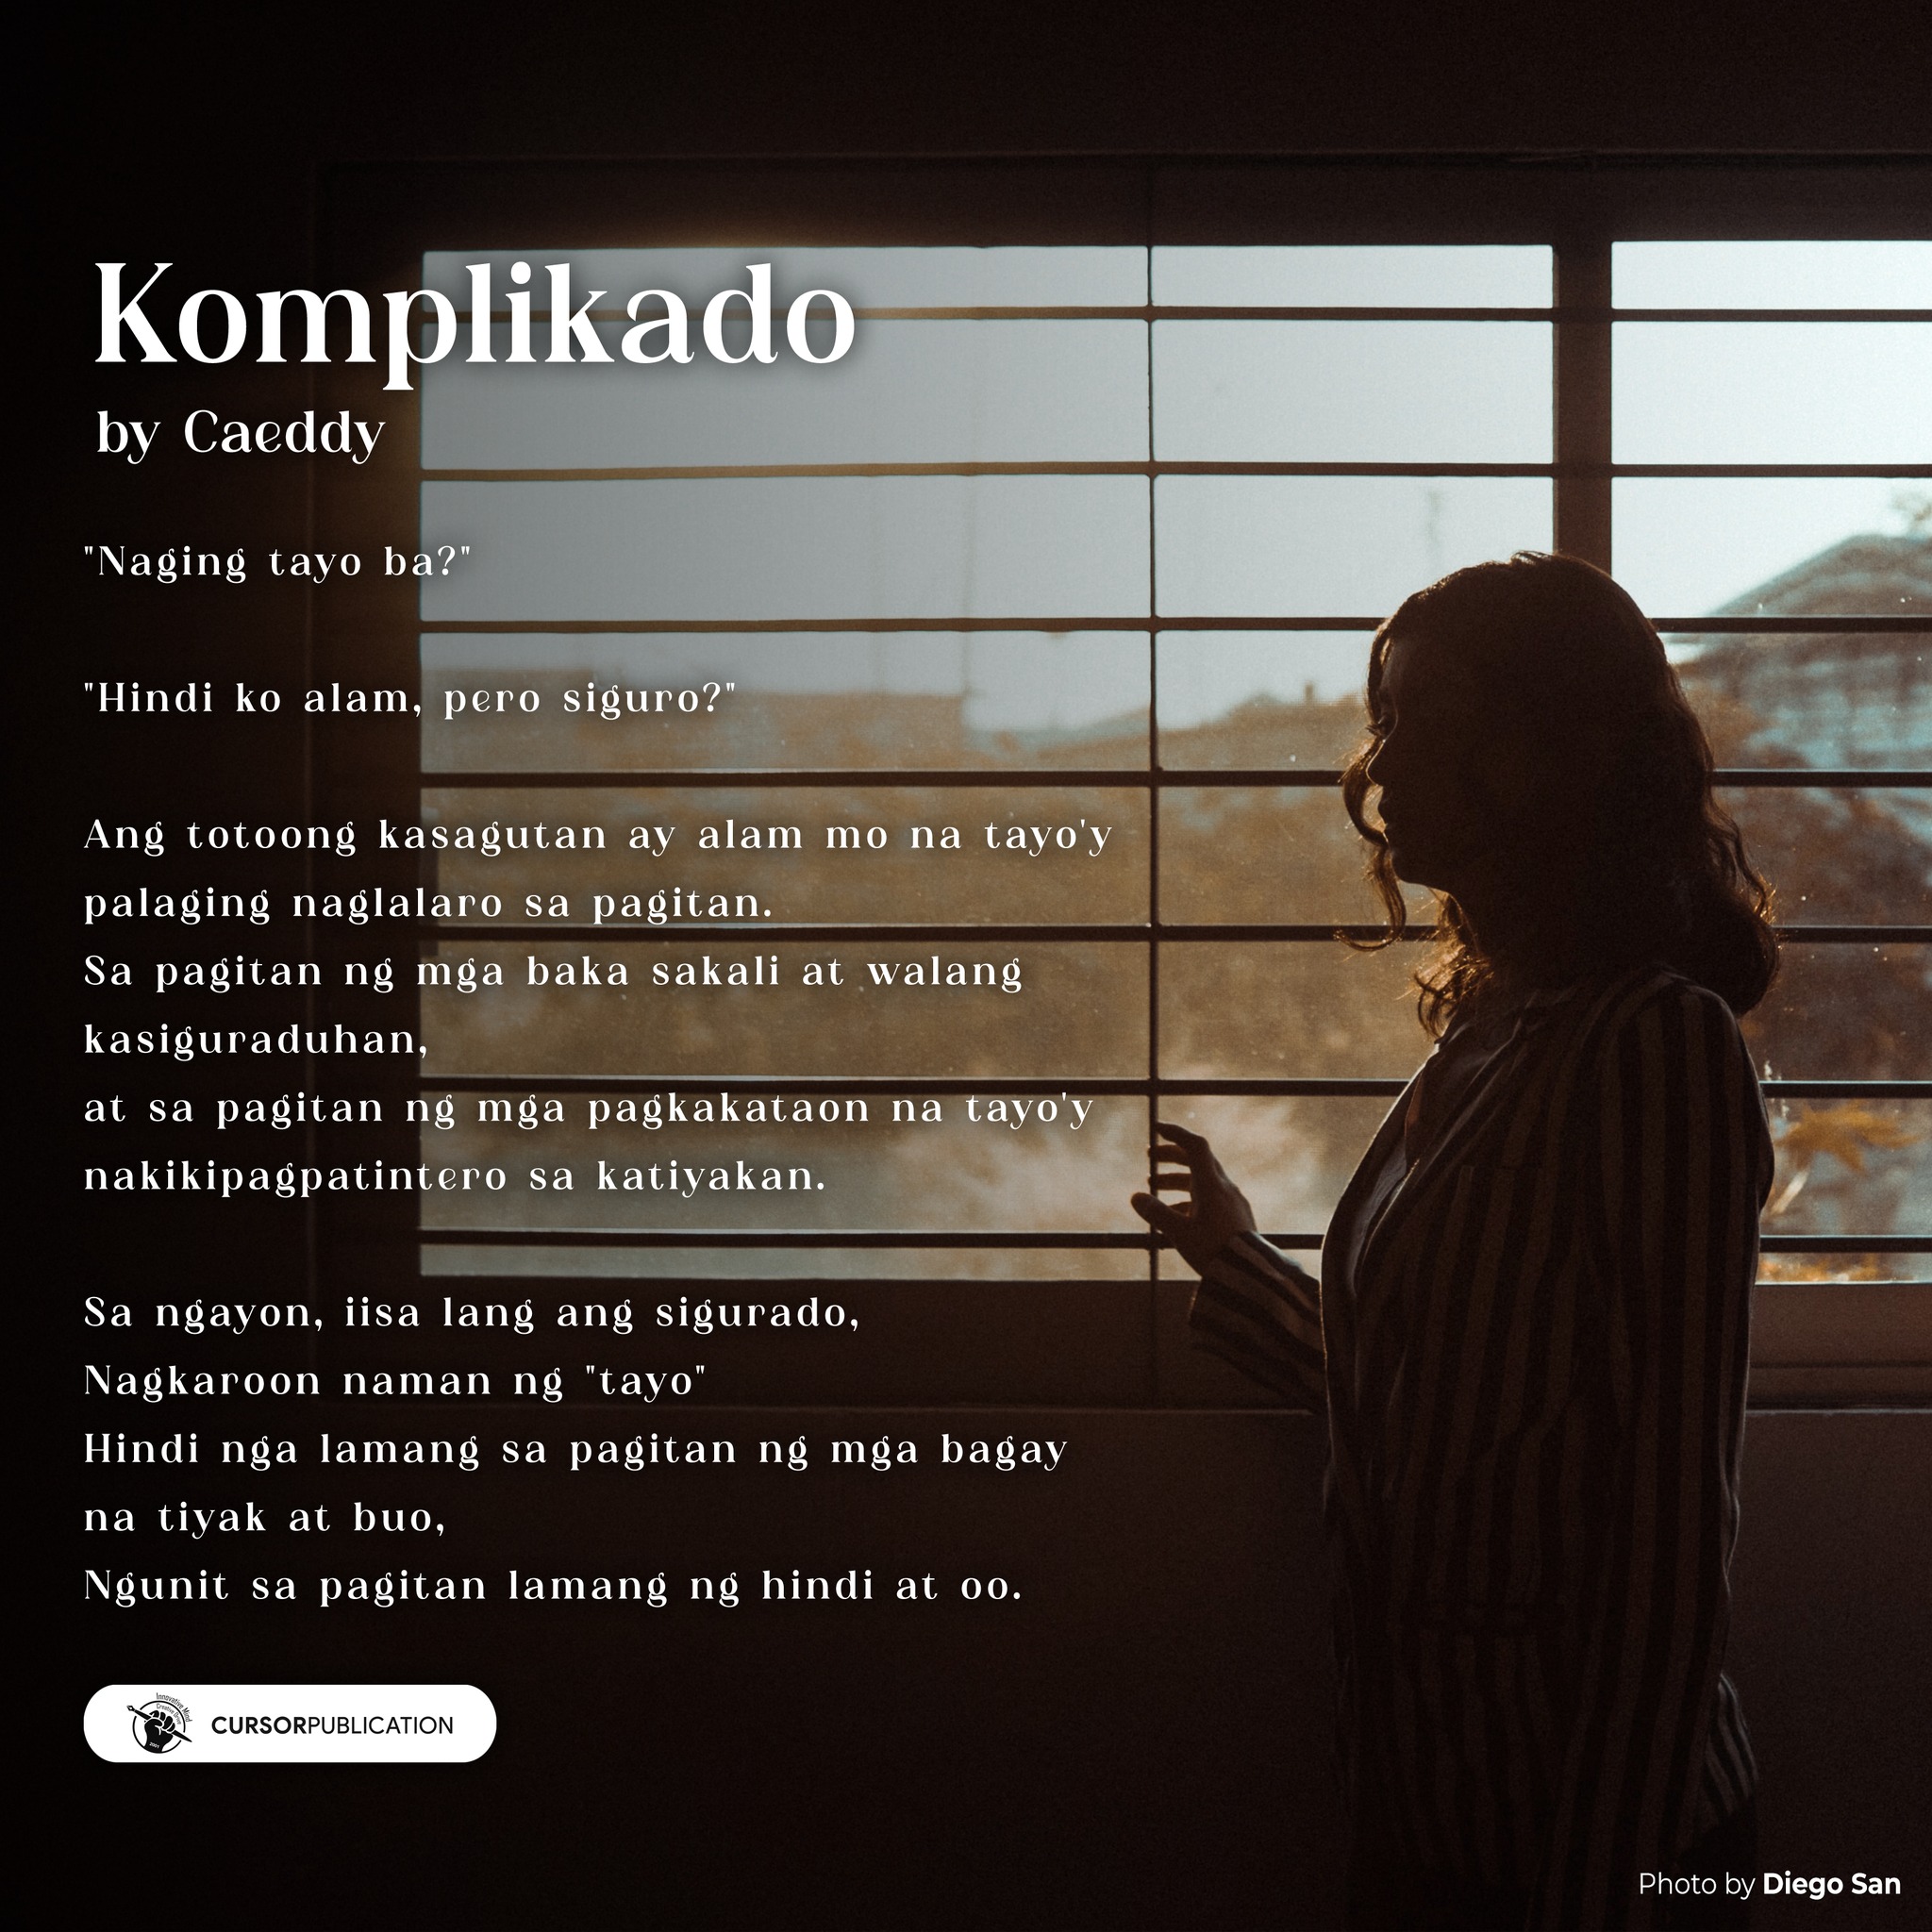 Komplikado
by Caeddy
"Naging tayo ba?"
"Hindi ko alam, pero siguro?"
Ang totoong kasagutan ay alam mo na tayo'y
palaging naglalaro sa pagitan.
Sa pagitan ng mga baka sakali at walang
kasiguraduhan,
at sa pagitan ng mga pagkakataon na tayo'y
nakikipagpatintero sa katiyakan.
Sa ngayon, iisa lang ang sigurado,
Nagkaroon naman ng "tayo"
Hindi nga lamang sa pagitan ng mga bagay
na tiyak at buo,
Ngunit sa pagitan lamang ng hindi at oo.
Innovative Mind
Creative Drive
2001
CURSORPUBLICATION
Photo by Diego San